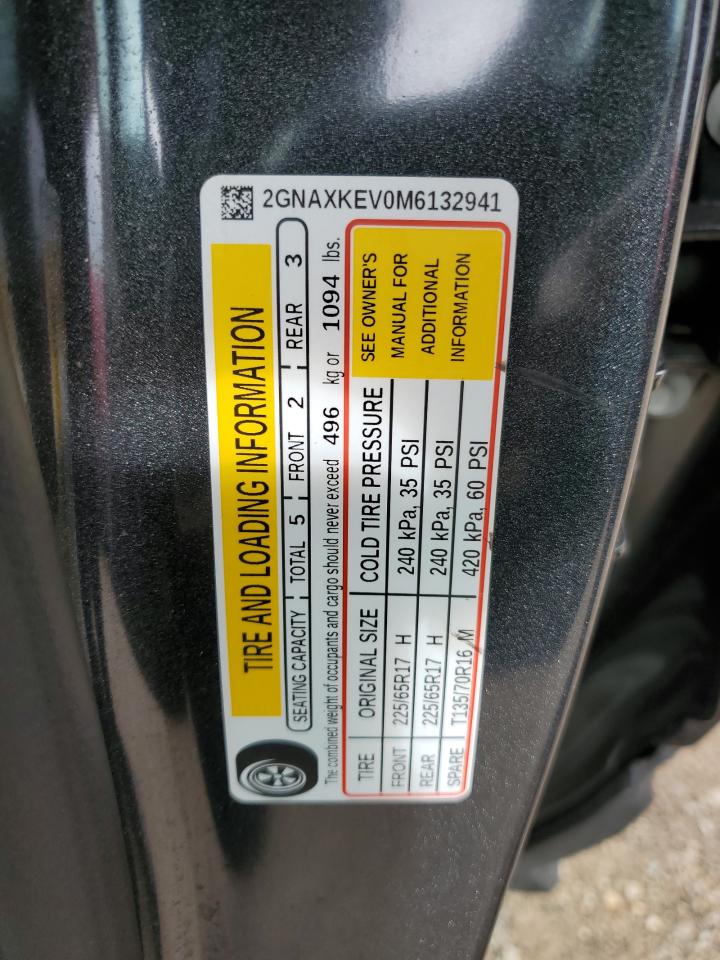 2GNAXKEV0M6132941
TIRE AND LOADING INFORMATION
SEATING CAPACITY TOTAL 5 FRONT 2 REAR 3
The combined weight of occupants and cargo should never exceed 496 kg or 1094 lbs.
TIRE ORIGINAL SIZE COLD TIRE PRESSURE
FRONT 225/65R17 H 240 kPa, 35 PSI
REAR 225/65R17 H 240 kPa, 35 PSI
SPARE T135/70R16 M 420 kPa, 60 PSI
SEE OWNER'S
MANUAL FOR
ADDITIONAL
INFORMATION